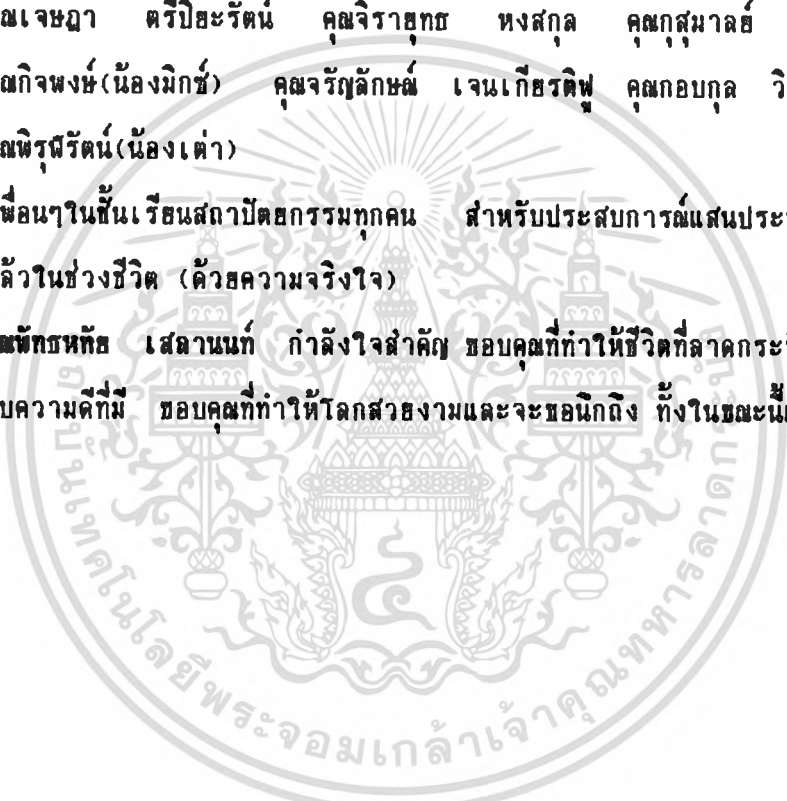 ณเจษฎา ตรีปิยะรัตน์ คุณจิรายุทธ หงสกุล คุณกุสุมาลย์
ณกิจพงษ์(น้องมิกซ์) คุณจรัญลักษณ์ เจนเกียรติฟู คุณกอบกุล วิ
ณพิรุฬีรัตน์(น้องเต่า)
พื่อนๆในชั้นเรียนสถาปัตยกรรมทุกคน สำหรับประสบการณ์แสนประ
ล้วในช่วงชีวิต (ด้วยความจริงใจ)
ณพัทธหทัย เสลานนท์ กำลังใจสำคัญ ขอบคุณที่ทำให้ชีวิตที่ลาดกระ
บความดีที่มี ขอบคุณที่ทำให้โลกสวยงามและจะขอนึกถึง ทั้งในขณะนี้
สถาบันเทคโนโลยีพระจอมเกล้าเจ้าคุณทหารลาดกระบัง